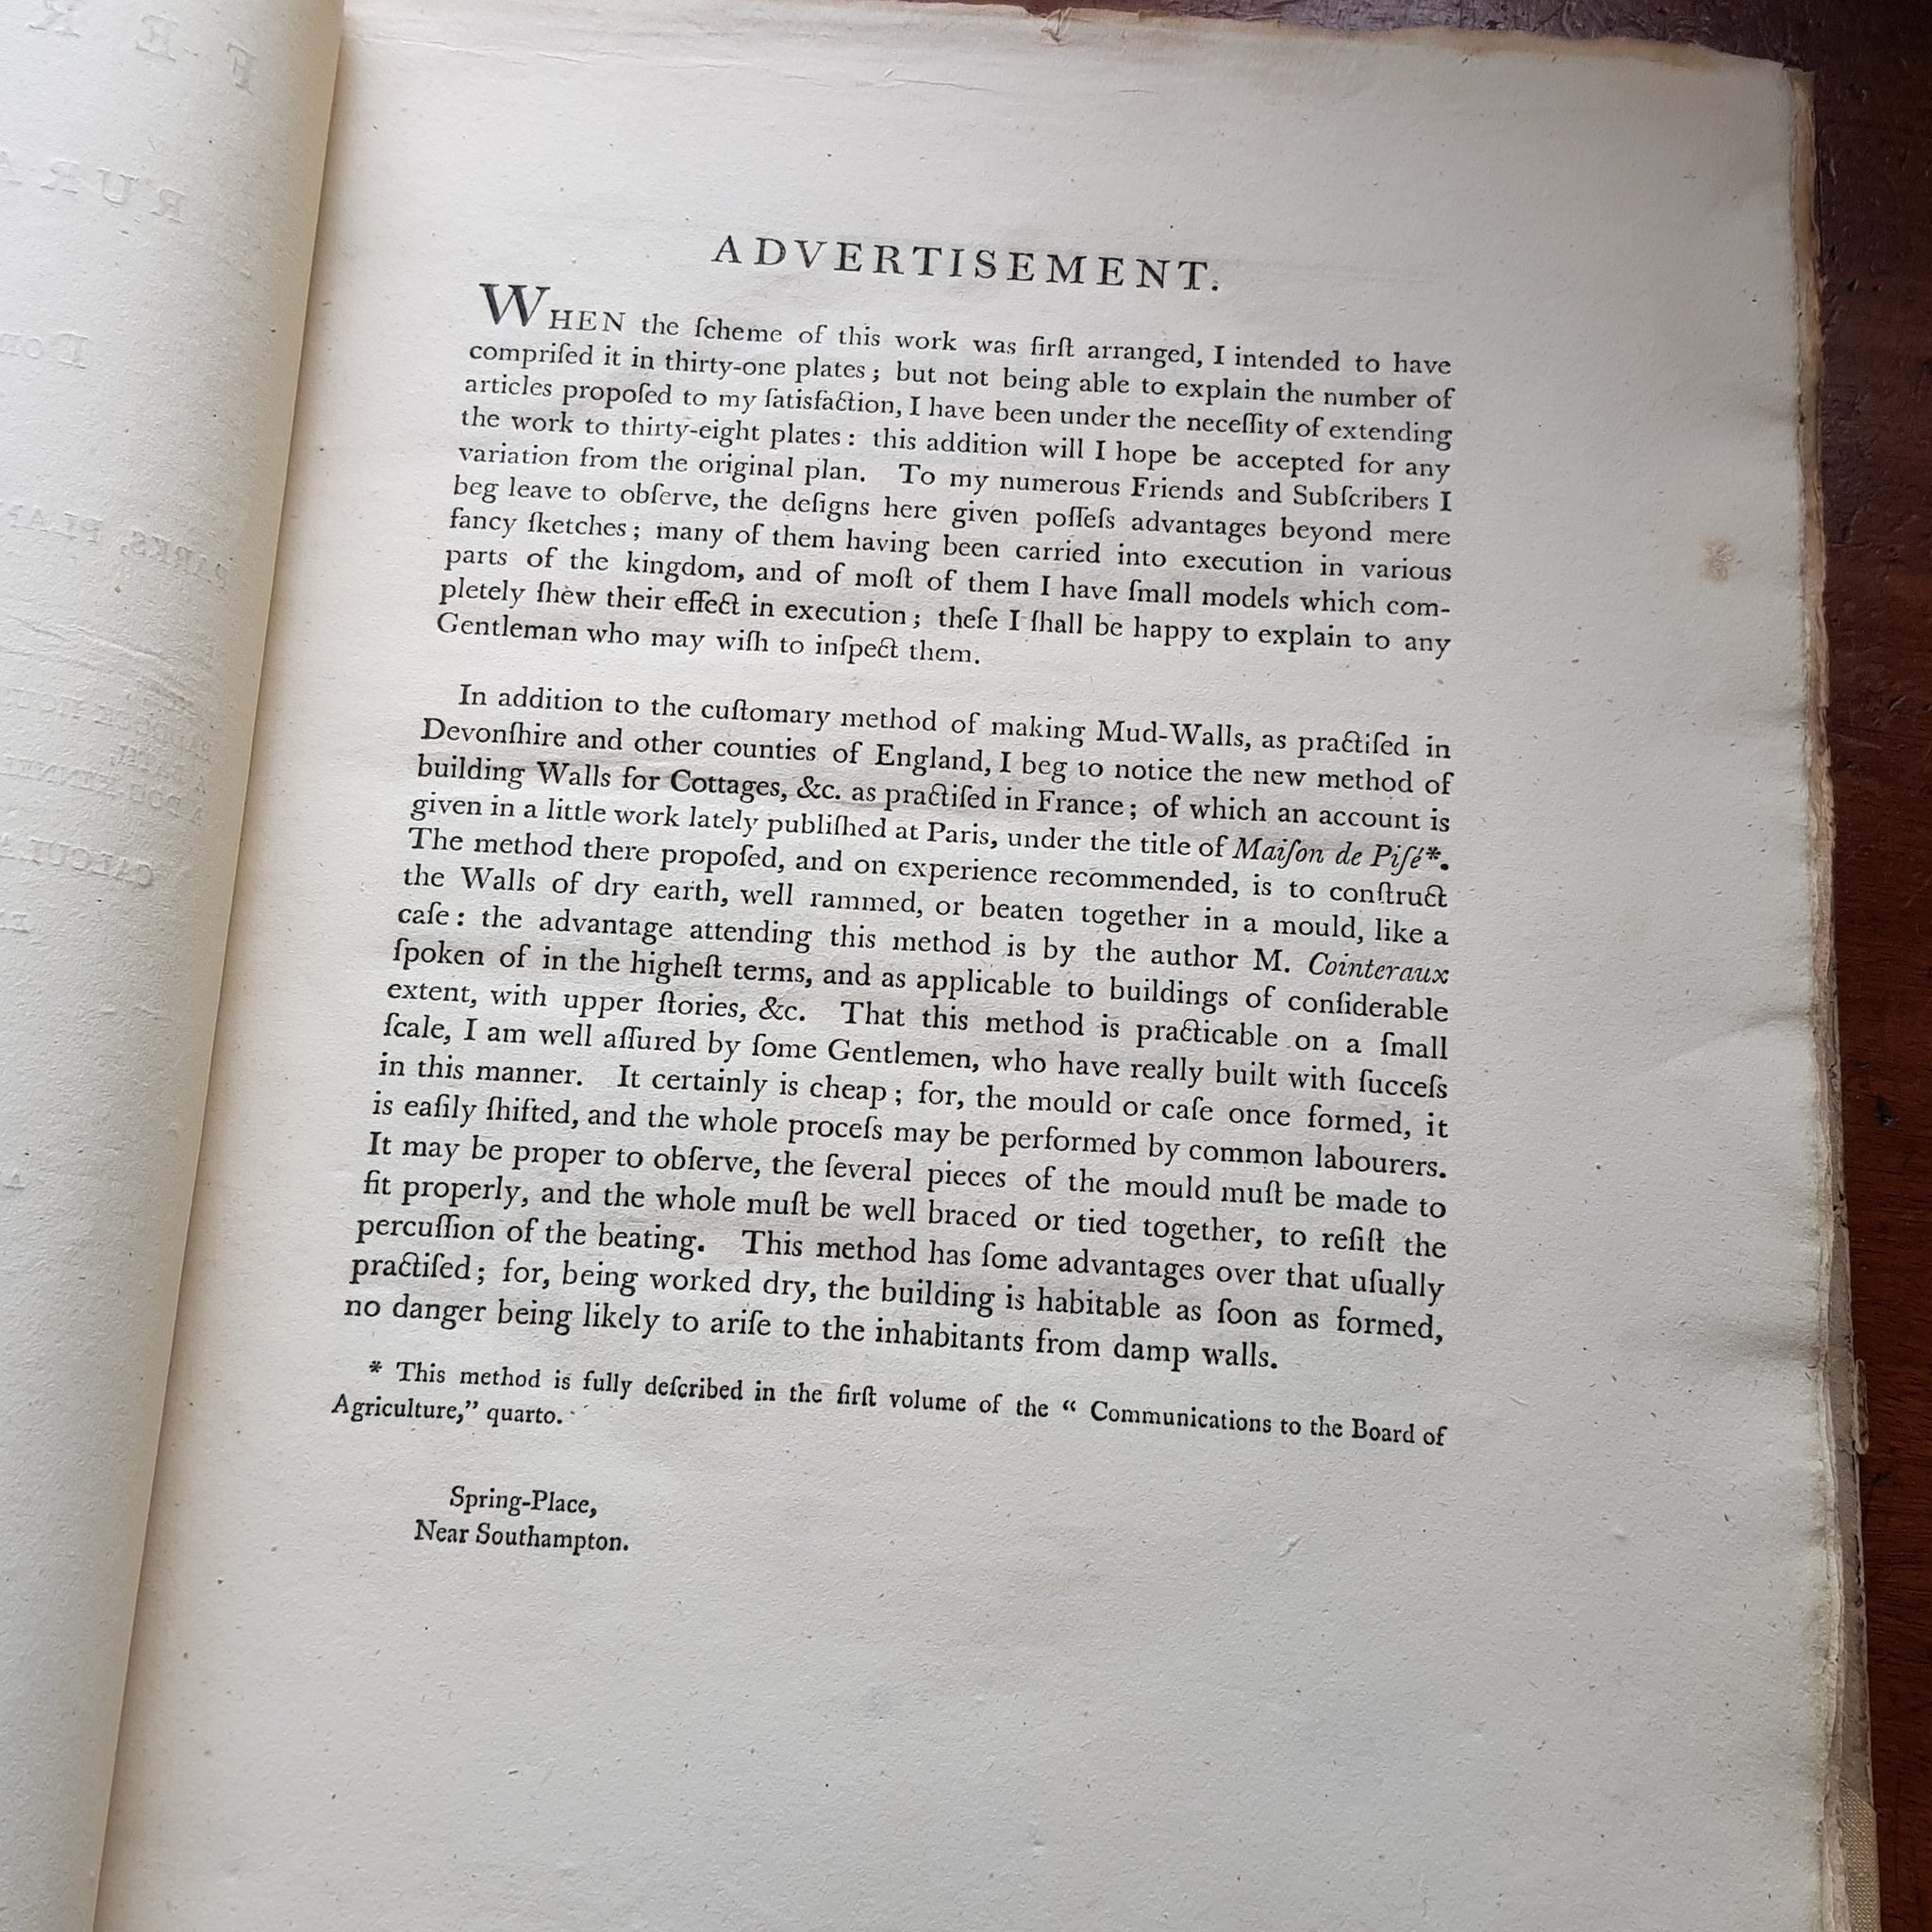 ADVERTISEMENT.
WHEN the ſcheme of this work was firſt arranged, I intended to have
compriſed it in thirty-one plates; but not being able to explain the number of
articles propoſed to my ſatisfaction, I have been under the neceſſity of extending
the work to thirty-eight plates: this addition will I hope be accepted for any
variation from the original plan. To my numerous Friends and Subſcribers I
beg leave to obſerve, the deſigns here given poſſeſs advantages beyond mere
fancy ſketches; many of them having been carried into execution in various
parts of the kingdom, and of moſt of them I have ſmall models which com-
pletely ſhew their effect in execution; theſe I ſhall be happy to explain to any
Gentleman who may wiſh to inſpect them.
In addition to the cuſtomary method of making Mud-Walls, as practiſed in
Devonſhire and other counties of England, I beg to notice the new method of
building Walls for Cottages, &c. as practiſed in France; of which an account is
given in a little work lately publiſhed at Paris, under the title of Maiſon de Piſé*.
The method there propoſed, and on experience recommended, is to conſtruct
the Walls of dry earth, well rammed, or beaten together in a mould, like a
caſe: the advantage attending this method is by the author M. Cointeraux
ſpoken of in the higheſt terms, and as applicable to buildings of conſiderable
extent, with upper ſtories, &c. That this method is practicable on a ſmall
ſcale, I am well aſſured by ſome Gentlemen, who have really built with ſucceſs
in this manner. It certainly is cheap; for, the mould or caſe once formed, it
is eaſily ſhifted, and the whole proceſs may be performed by common labourers.
It may be proper to obſerve, the ſeveral pieces of the mould muſt be made to
fit properly, and the whole muſt be well braced or tied together, to reſiſt the
percuſſion of the beating. This method has ſome advantages over that uſually
practiſed; for, being worked dry, the building is habitable as ſoon as formed,
no danger being likely to ariſe to the inhabitants from damp walls.
* This method is fully deſcribed in the firſt volume of the “ Communications to the Board of
Agriculture,” quarto.
Spring-Place,
Near Southampton.